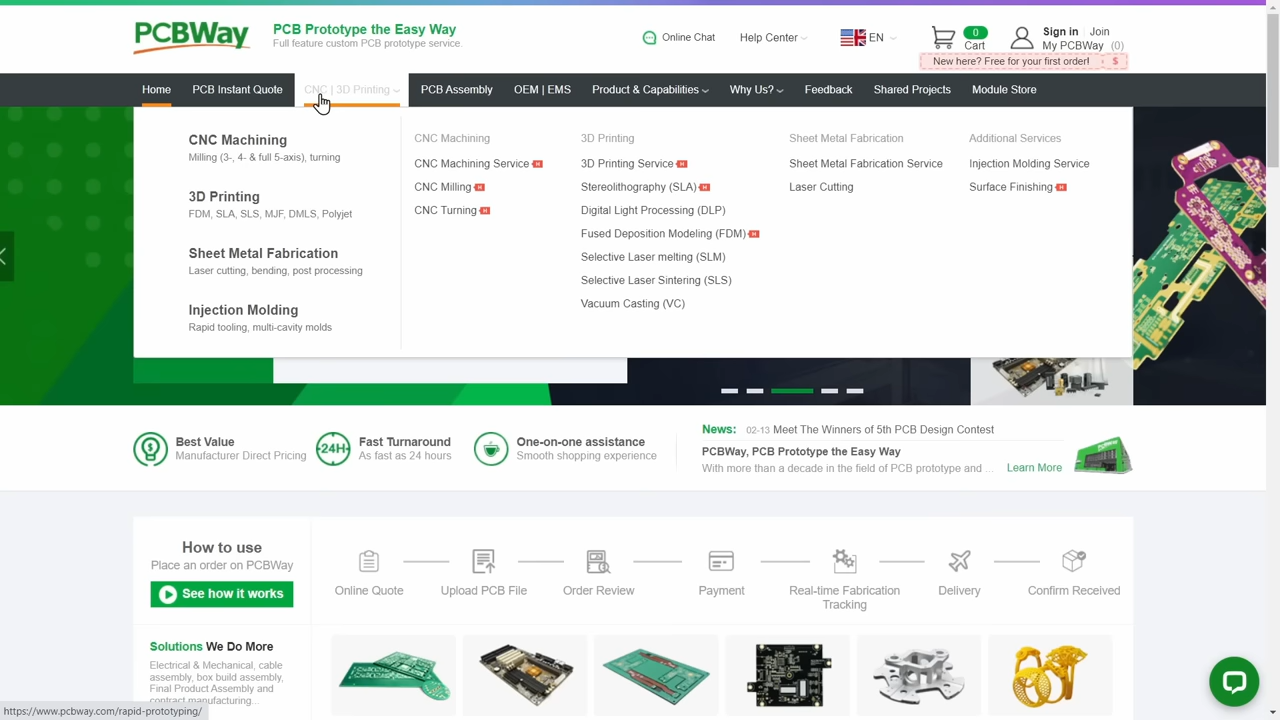 PCBWay
PCB Prototype the Easy Way
Full feature custom PCB prototype service.
Online Chat
Help Center
EN
0
Cart
Sign in | Join
My PCBWay (0)
New here? Free for your first order! $
Home
PCB Instant Quote
CNC | 3D Printing
PCB Assembly
OEM | EMS
Product & Capabilities
Why Us?
Feedback
Shared Projects
Module Store
CNC Machining
Milling (3-, 4- & full 5-axis), turning
3D Printing
FDM, SLA, SLS, MJF, DMLS, Polyjet
Sheet Metal Fabrication
Laser cutting, bending, post processing
Injection Molding
Rapid tooling, multi-cavity molds
CNC Machining
CNC Machining Service H
CNC Milling H
CNC Turning H
3D Printing
3D Printing Service H
Stereolithography (SLA) H
Digital Light Processing (DLP)
Fused Deposition Modeling (FDM) H
Selective Laser melting (SLM)
Selective Laser Sintering (SLS)
Vacuum Casting (VC)
Sheet Metal Fabrication
Sheet Metal Fabrication Service
Laser Cutting
Additional Services
Injection Molding Service
Surface Finishing H
Best Value
Manufacturer Direct Pricing
24H
Fast Turnaround
As fast as 24 hours
One-on-one assistance
Smooth shopping experience
News: 02-13 Meet The Winners of 5th PCB Design Contest
PCBWay, PCB Prototype the Easy Way
With more than a decade in the field of PCB prototype and ... Learn More
How to use
Place an order on PCBWay
See how it works
Online Quote
Upload PCB File
Order Review
Payment
Real-time Fabrication
Tracking
Delivery
Confirm Received
Solutions We Do More
Electrical & Mechanical, cable
assembly, box build assembly,
Final Product Assembly and
contract manufacturing...
https://www.pcbway.com/rapid-prototyping/